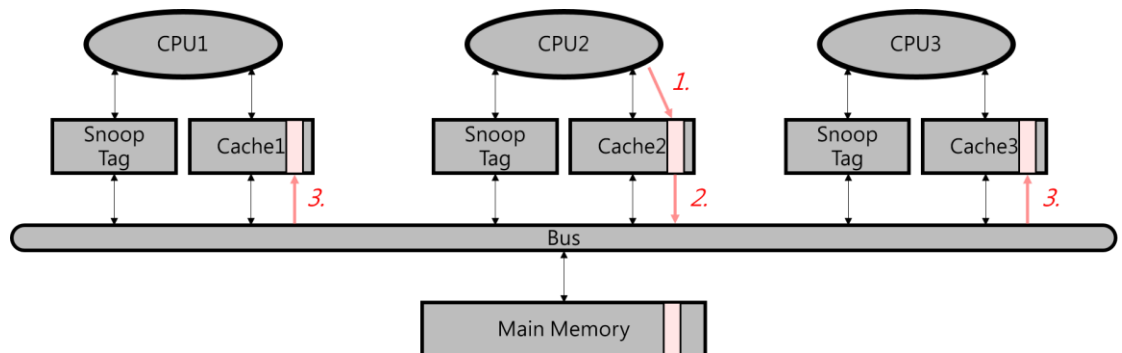 CPU1
CPU2
CPU3
1.
Snoop
Tag
Cache1
Snoop
Tag
Cache2
Snoop
Tag
Cache3
3.
2.
3.
Bus
Main Memory